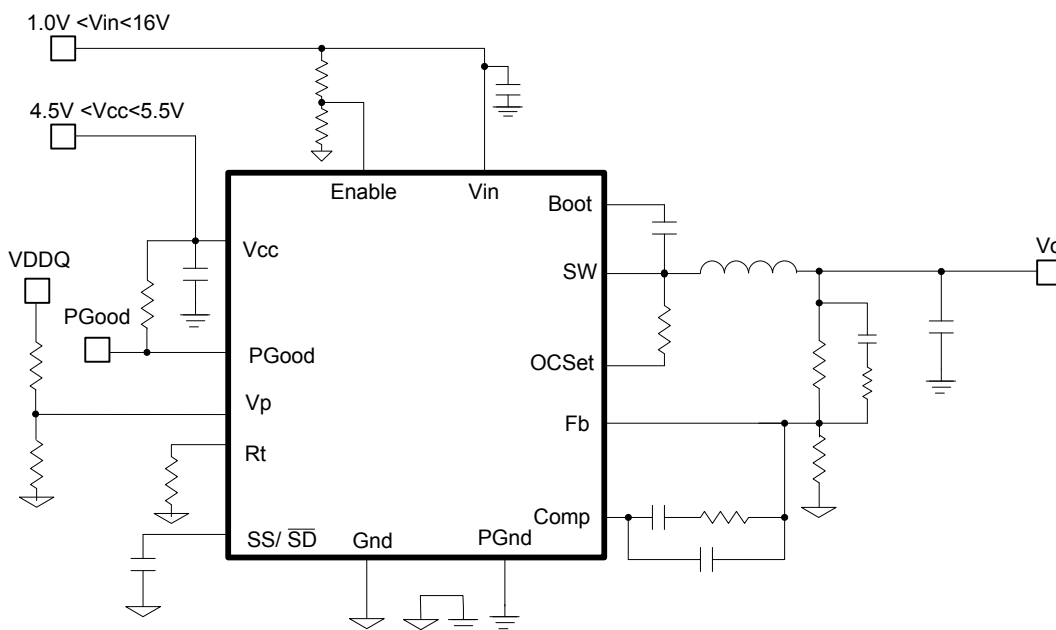 1.0V <Vin<16V
4.5V <Vcc<5.5V
Enable
Vin
Boot
Vcc
SW
VDDQ
PGood
PGood
OCSet
Vp
Fb
Rt
Comp
SS/ SD
Gnd
PGnd